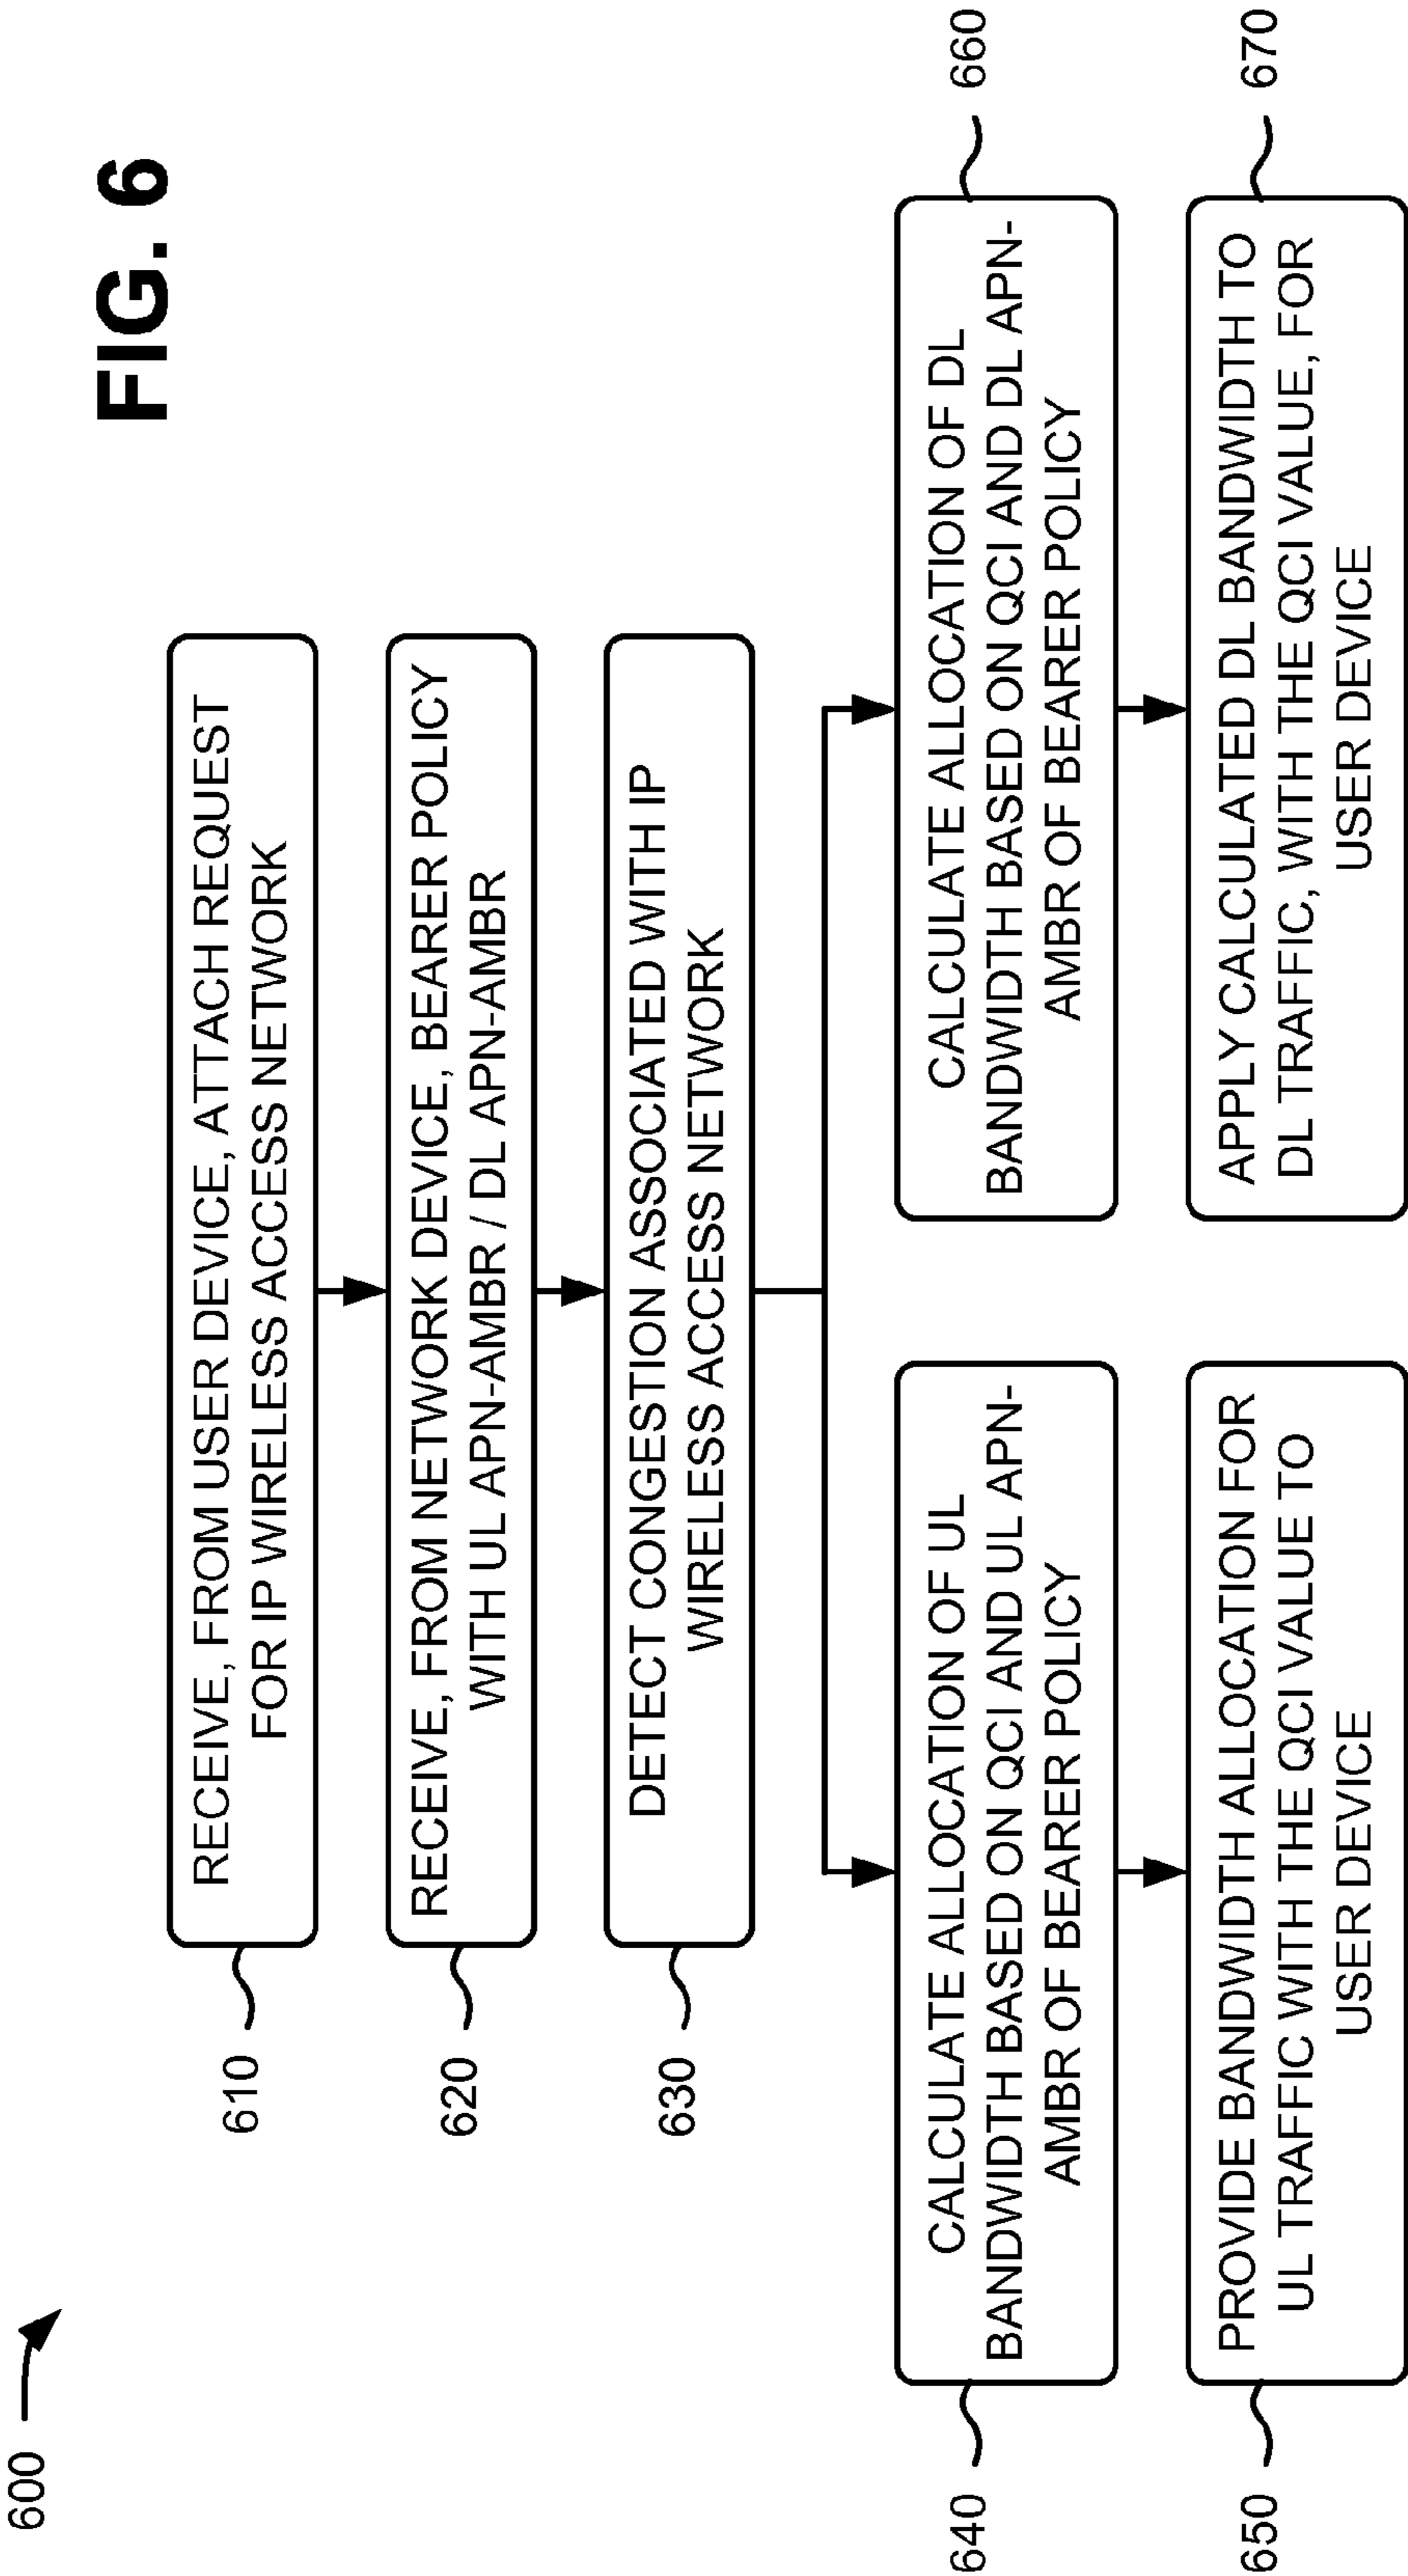 600
FIG. 6
610
RECEIVE, FROM USER DEVICE, ATTACH REQUEST
FOR IP WIRELESS ACCESS NETWORK
620
RECEIVE, FROM NETWORK DEVICE, BEARER POLICY
WITH UL APN-AMBR / DL APN-AMBR
630
DETECT CONGESTION ASSOCIATED WITH IP
WIRELESS ACCESS NETWORK
640
CALCULATE ALLOCATION OF UL
BANDWIDTH BASED ON QCI AND UL APN-
AMBR OF BEARER POLICY
650
PROVIDE BANDWIDTH ALLOCATION FOR
UL TRAFFIC WITH THE QCI VALUE TO
USER DEVICE
660
CALCULATE ALLOCATION OF DL
BANDWIDTH BASED ON QCI AND DL APN-
AMBR OF BEARER POLICY
670
APPLY CALCULATED DL BANDWIDTH TO
DL TRAFFIC, WITH THE QCI VALUE, FOR
USER DEVICE